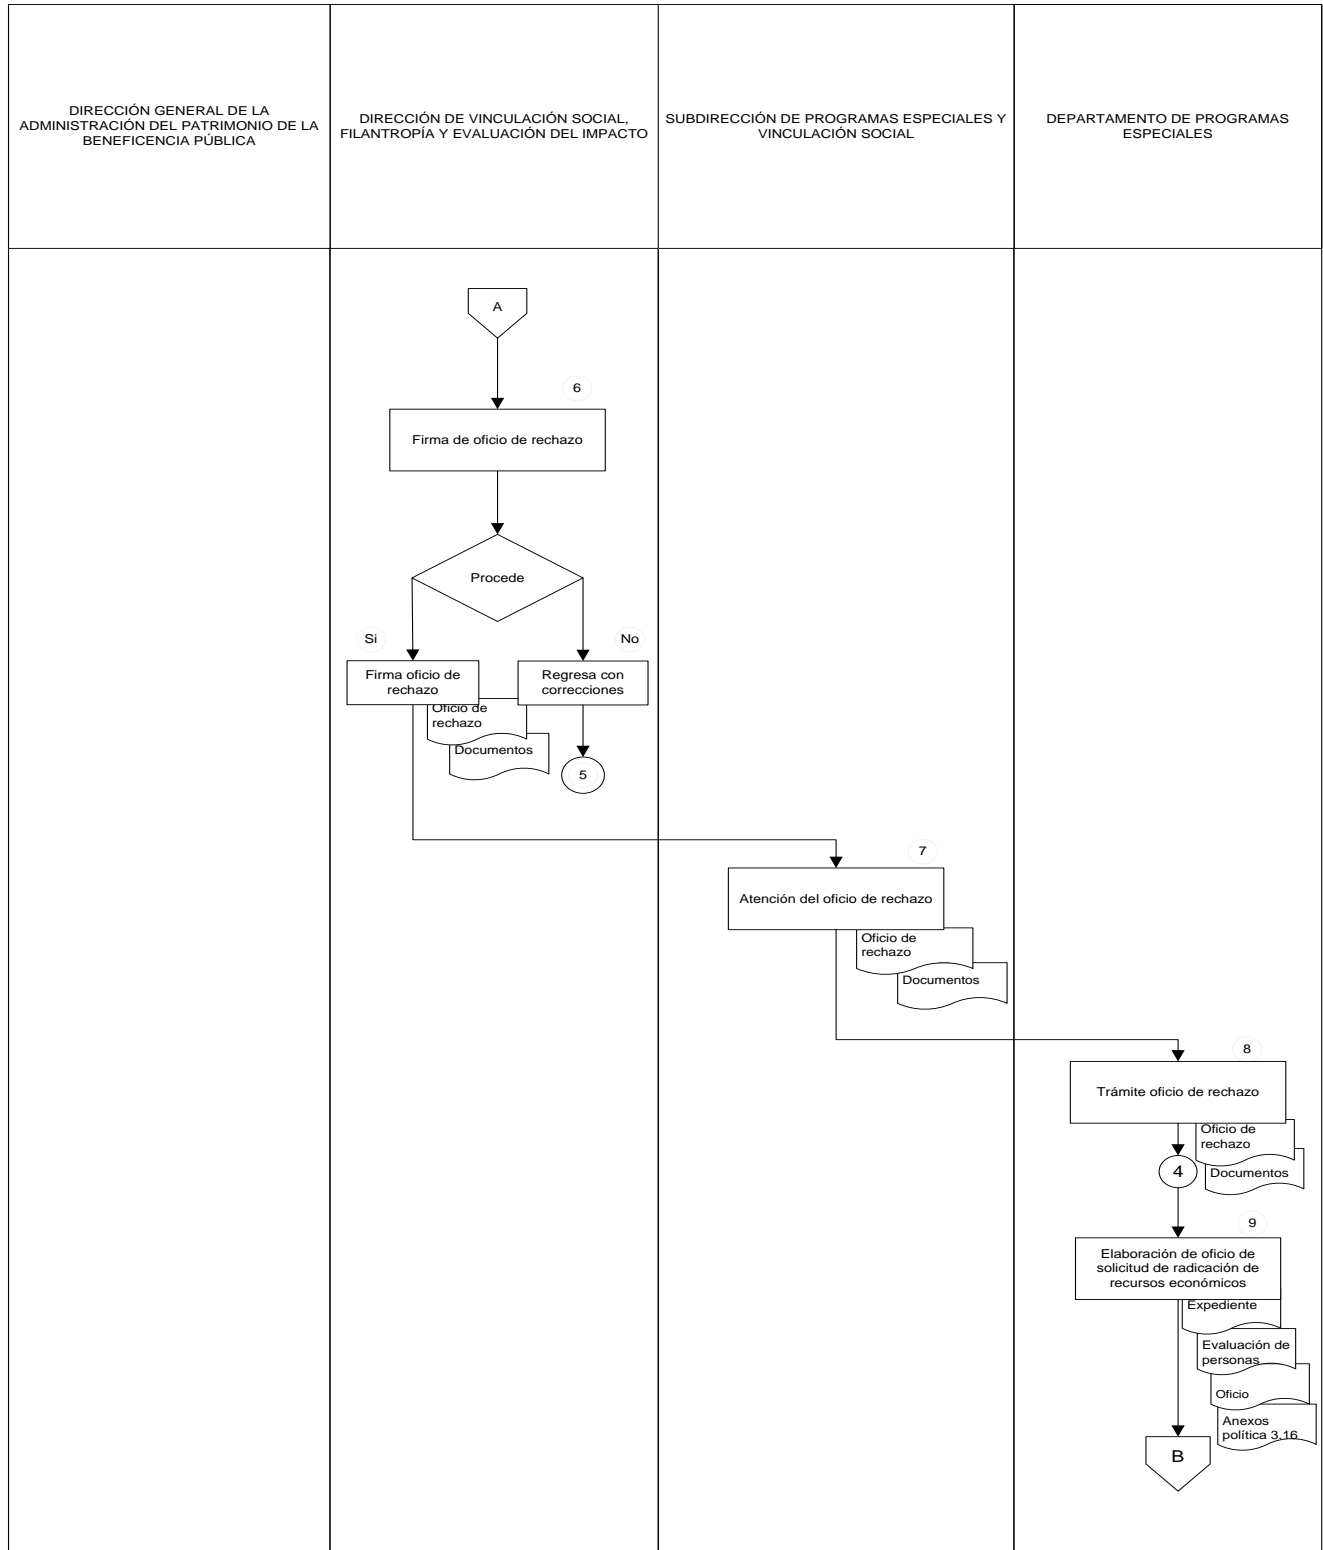 DIRECCIÓN GENERAL DE LA
ADMINISTRACIÓN DEL PATRIMONIO DE LA
BENEFICENCIA PÚBLICA
DIRECCIÓN DE VINCULACIÓN SOCIAL,
FILANTROPÍA Y EVALUACIÓN DEL IMPACTO
SUBDIRECCIÓN DE PROGRAMAS ESPECIALES Y
VINCULACIÓN SOCIAL
DEPARTAMENTO DE PROGRAMAS
ESPECIALES
A
6
Firma de oficio de rechazo
Procede
Si
No
Firma oficio de
rechazo
Regresa con
correcciones
Oficio de
rechazo
Documentos
5
7
Atención del oficio de rechazo
Oficio de
rechazo
Documentos
8
Trámite oficio de rechazo
Oficio de
rechazo
Documentos
4
9
Elaboración de oficio de
solicitud de radicación de
recursos económicos
Expediente
Evaluación de
personas
Oficio
Anexos
política 3.16
B